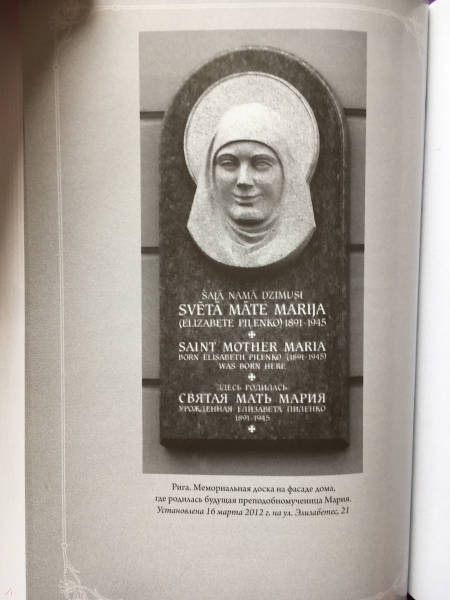 ŠAJĀ NAMĀ DZIMUSI
SVĒTĀ MĀTE MARIJA
(ELIZABETE PIĻENKO) 1891-1945
SAINT MOTHER MARIA
BORN ELISABETH PILENKO (1891-1945)
WAS BORN HERE
ЗДЕСЬ РОДИЛАСЬ
СВЯТАЯ МАТЬ МАРИЯ
УРОЖДЕННАЯ ЕЛИЗАВЕТА ПИЛЕНКО
1891-1945
Рига. Мемориальная доска на фасаде дома,
где родилась будущая преподобномученица Мария.
Установлена 16 марта 2012 г. на ул. Элизабетес, 21